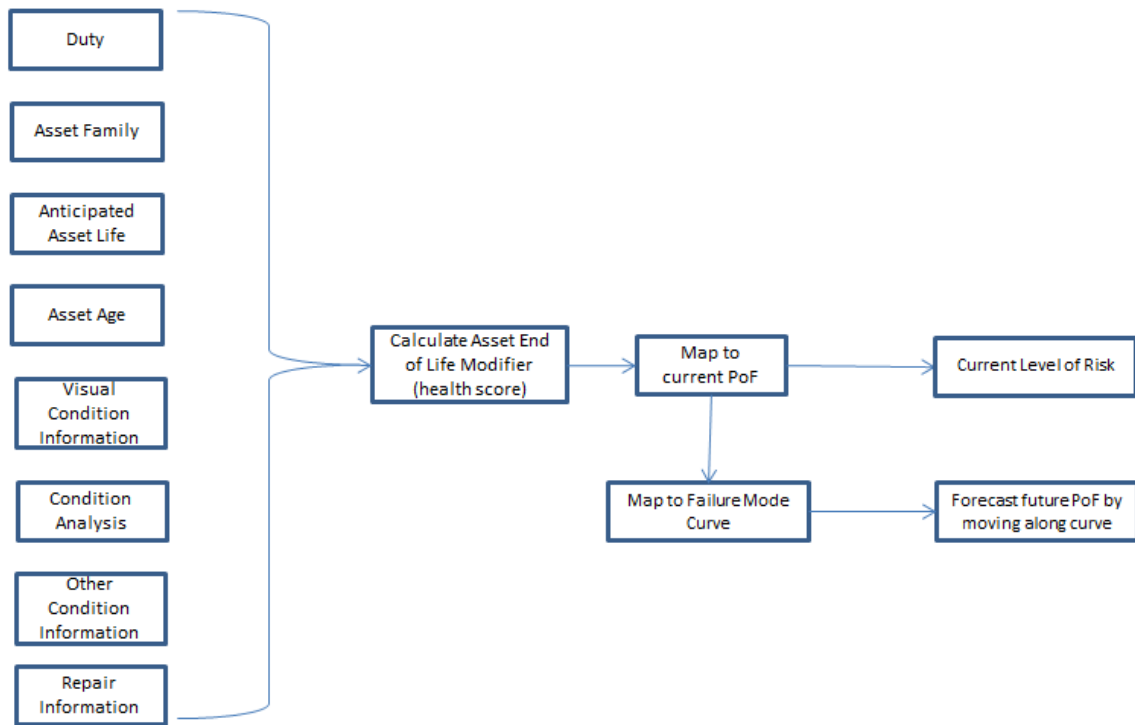 Duty
Asset Family
Anticipated
Asset Life
Asset Age
Visual
Condition
Information
Condition
Analysis
Other
Condition
Information
Repair
Information
Calculate Asset End
of Life Modifier
(health score)
Map to
current PoF
Current Level of Risk
Map to Failure Mode
Curve
Forecast future PoF by
moving along curve